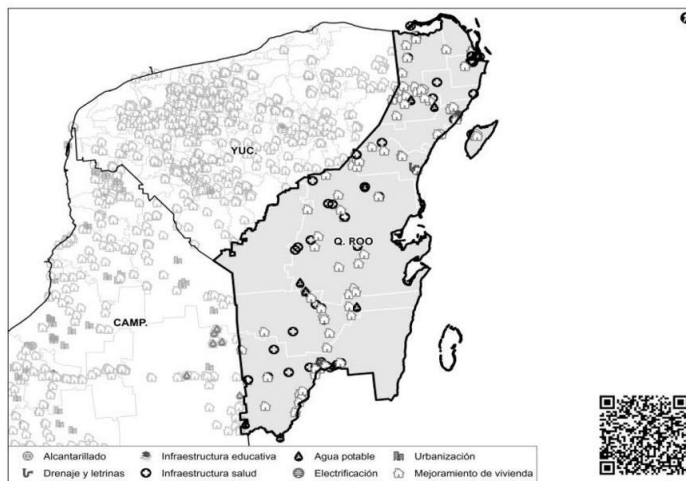 YUC.
Q. ROO
CAMP.
Alcantarillado
Infraestructura educativa
Agua potable
Urbanización
Drenaje y letrinas
Infraestructura salud
Electrificación
Mejoramiento de vivienda